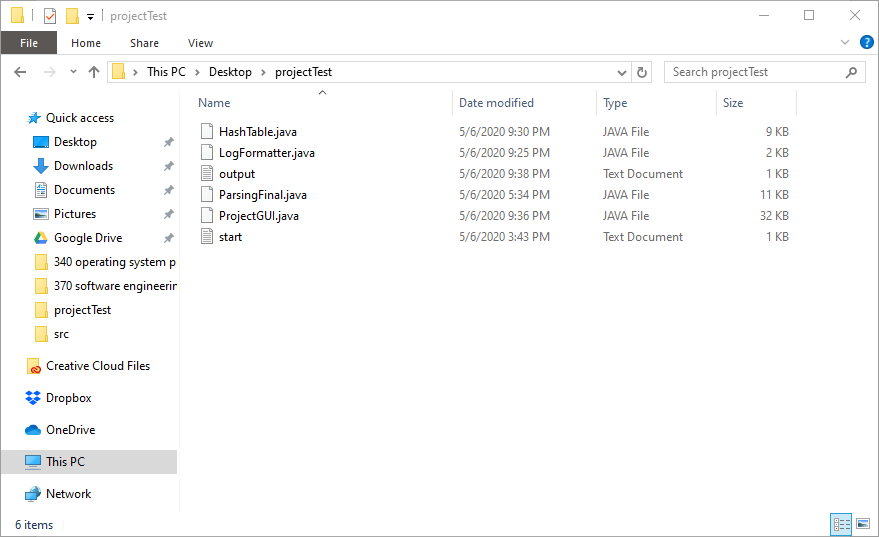 projectTest
File Home Share View
This PC Desktop projectTest Search projectTest
Name Date modified Type Size
HashTable.java 5/6/2020 9:30 PM JAVA File 9 KB
LogFormatter.java 5/6/2020 9:25 PM JAVA File 2 KB
output 5/6/2020 9:38 PM Text Document 1 KB
ParsingFinal.java 5/6/2020 5:34 PM JAVA File 11 KB
ProjectGUI.java 5/6/2020 9:36 PM JAVA File 32 KB
start 5/6/2020 3:43 PM Text Document 1 KB
Quick access
Desktop
Downloads
Documents
Pictures
Google Drive
340 operating system p
370 software engineerin
projectTest
src
Creative Cloud Files
Dropbox
OneDrive
This PC
Network
6 items